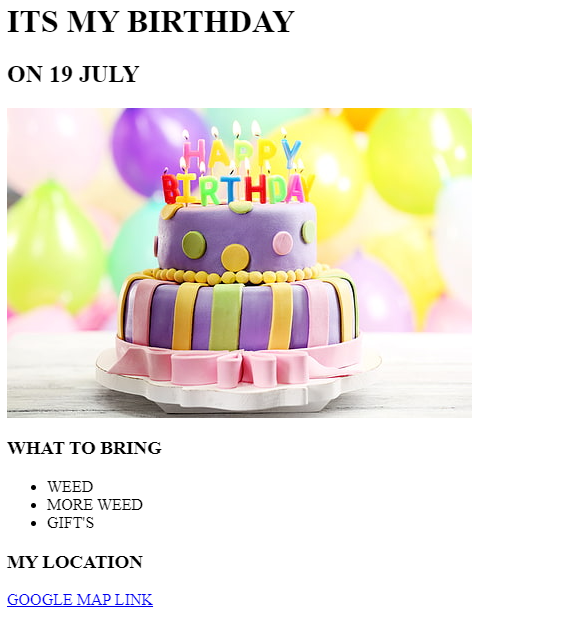 ITS MY BIRTHDAY
ON 19 JULY
HAPPY
BIRTHDAY
WHAT TO BRING
WEED
MORE WEED
GIFT'S
MY LOCATION
GOOGLE MAP LINK